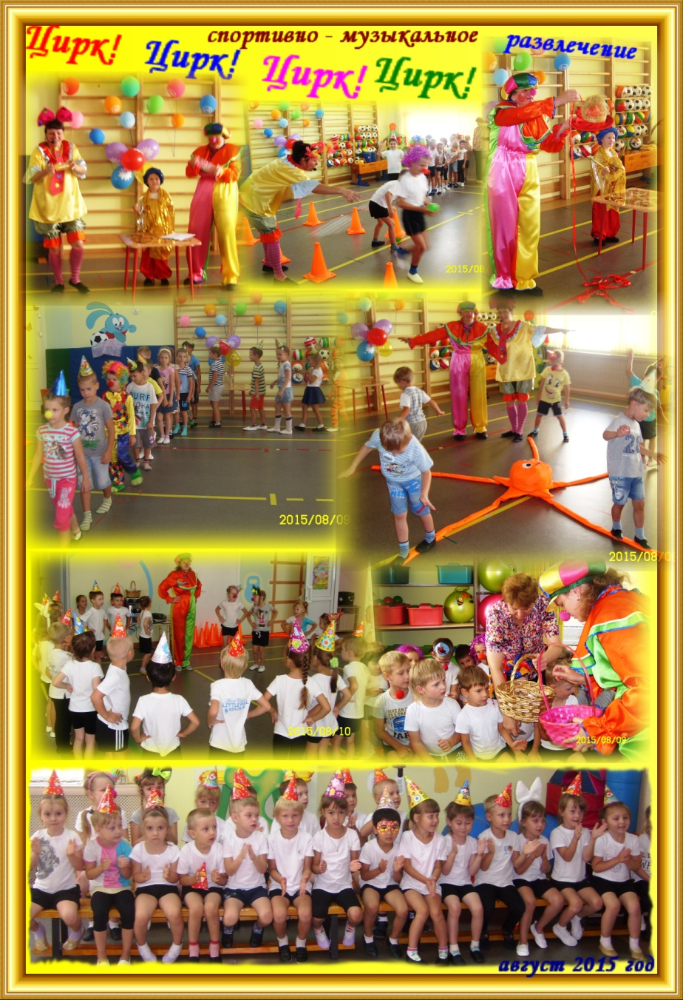 спортивно - музыкальное
развлечение
Цирк!
Цирк!
Цирк!
Цирк!
2015/08
2015/08/09
2015/08/0
2015/08/10
2015/08/09
август 2015 год